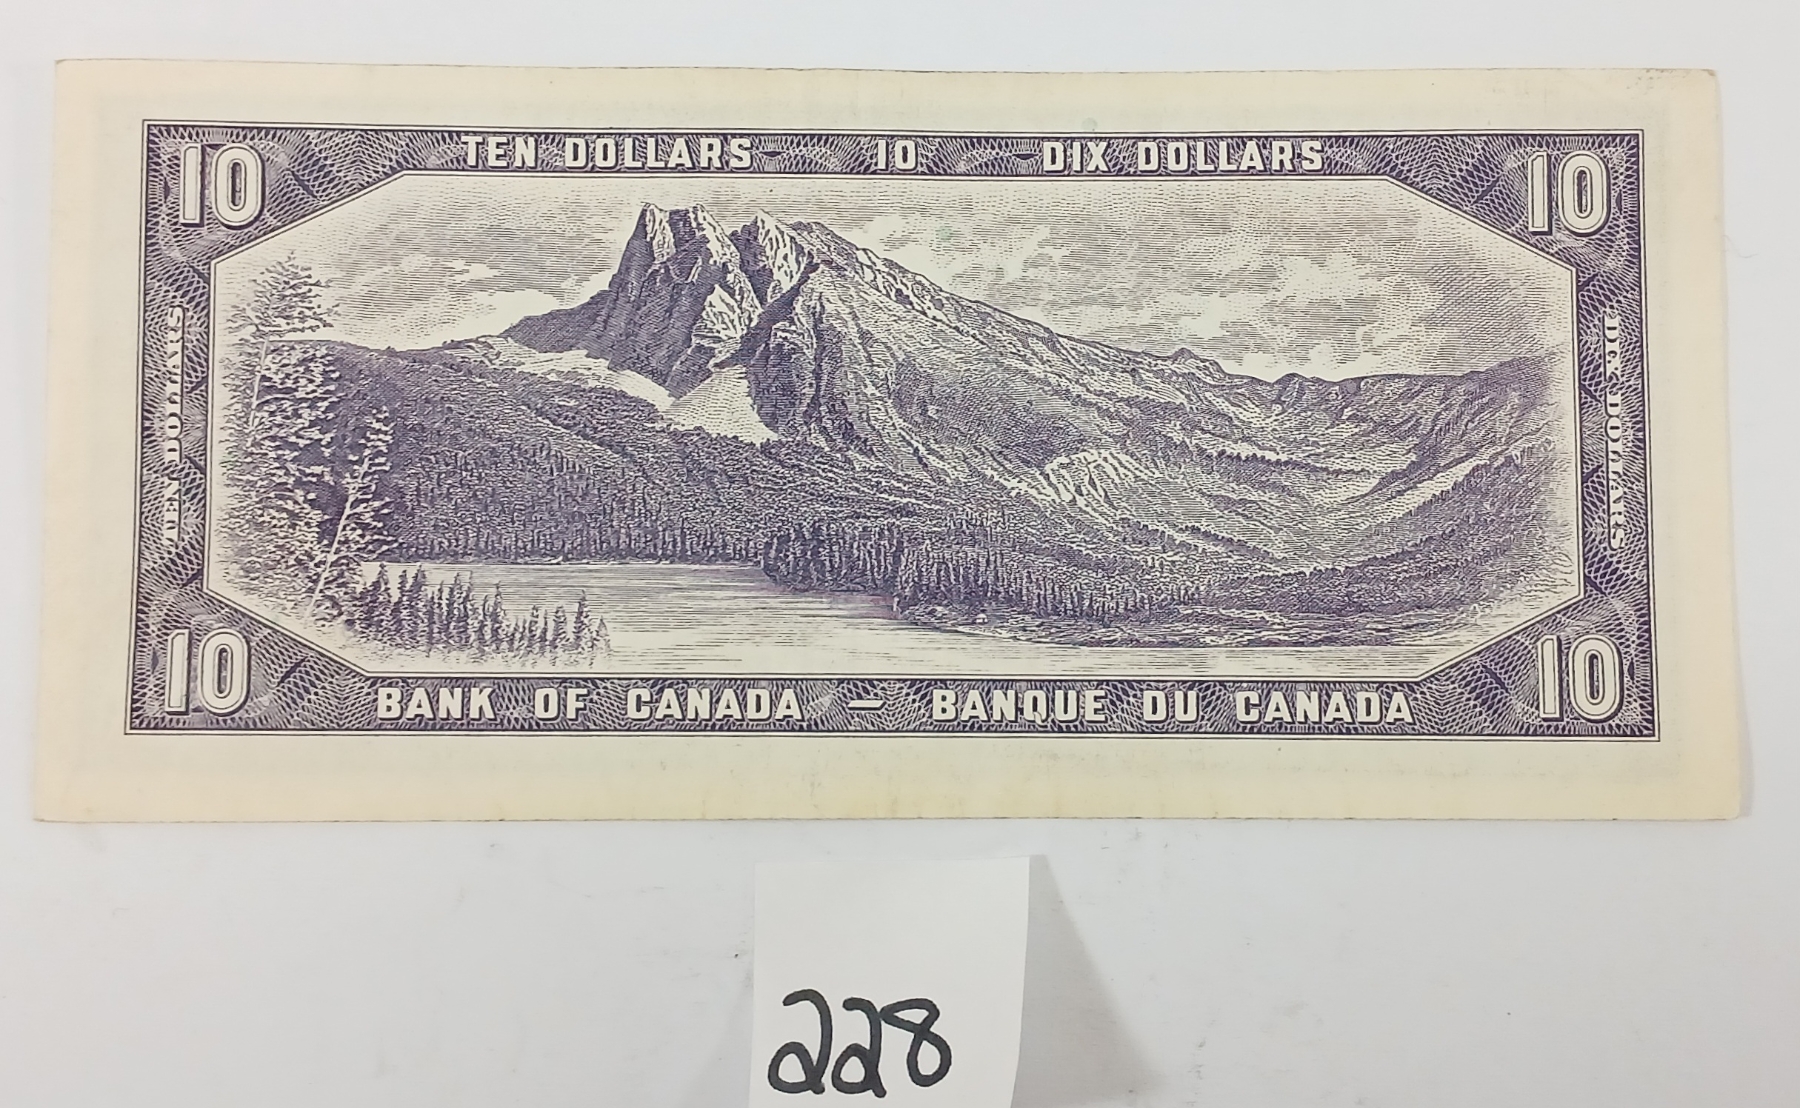 10 TEN DOLLARS 10 DIX DOLLARS 10
TEN DOLLARS
DIX DOLLARS
10 BANK OF CANADA – BANQUE DU CANADA 10
228